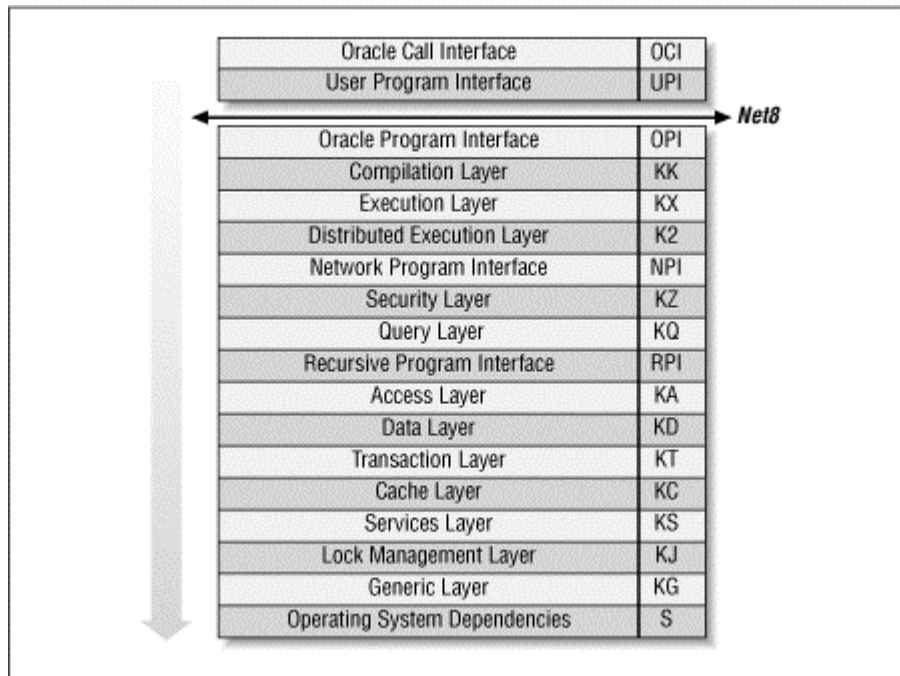 Oracle Call Interface OCI
User Program Interface UPI
Net8
Oracle Program Interface OPI
Compilation Layer KK
Execution Layer KX
Distributed Execution Layer K2
Network Program Interface NPI
Security Layer KZ
Query Layer KQ
Recursive Program Interface RPI
Access Layer KA
Data Layer KD
Transaction Layer KT
Cache Layer KC
Services Layer KS
Lock Management Layer KJ
Generic Layer KG
Operating System Dependencies S